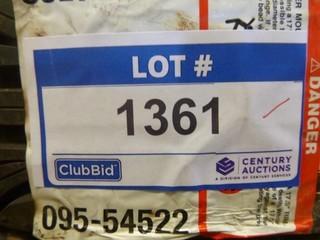 LOT #
1361
ClubBid
CENTURY
AUCTIONS
A DIVISION OF CENTURY SERVICES
095-54522
DANGER